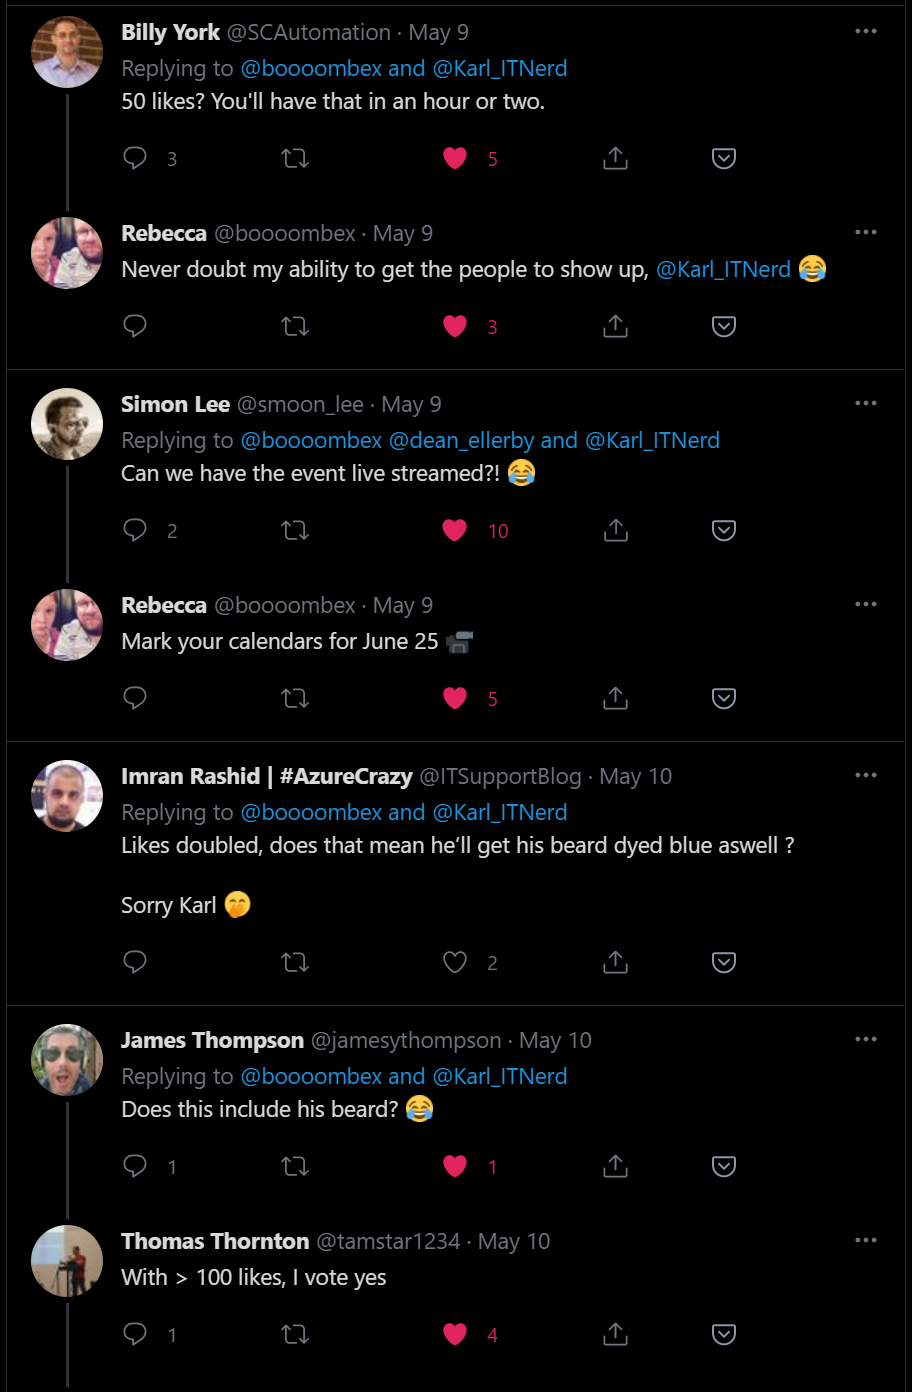 Billy York @SCAutomation · May 9
Replying to @boooombex and @Karl_ITNerd
50 likes? You'll have that in an hour or two.
3 5
Rebecca @boooombex · May 9
Never doubt my ability to get the people to show up, @Karl_ITNerd 😂
3
Simon Lee @smoon_lee · May 9
Replying to @boooombex @dean_ellerby and @Karl_ITNerd
Can we have the event live streamed?! 😂
2 10
Rebecca @boooombex · May 9
Mark your calendars for June 25 📹
5
Imran Rashid | #AzureCrazy @ITSupportBlog · May 10
Replying to @boooombex and @Karl_ITNerd
Likes doubled, does that mean he’ll get his beard dyed blue aswell ?
Sorry Karl 🤭
2
James Thompson @jamesythompson · May 10
Replying to @boooombex and @Karl_ITNerd
Does this include his beard? 😂
1 1
Thomas Thornton @tamstar1234 · May 10
With > 100 likes, I vote yes
1 4